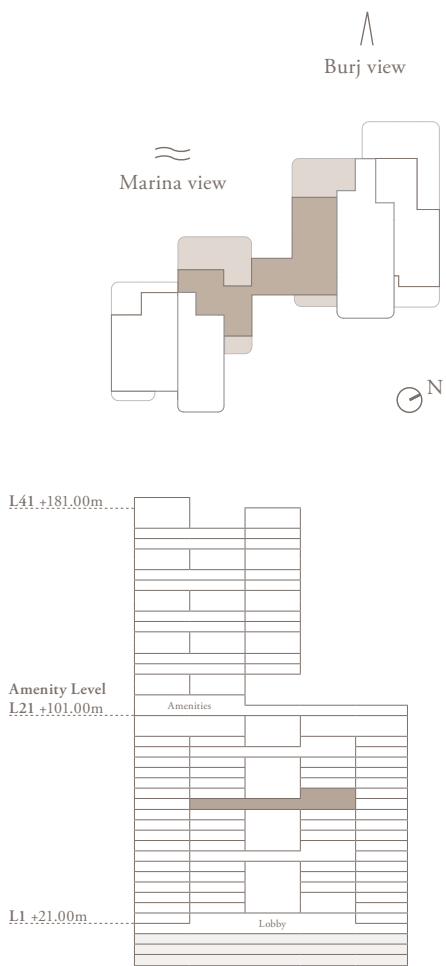 Burj view
Marina view
N
L41 +181.00m
Amenity Level
L21 +101.00m
Amenities
L1 +21.00m
Lobby